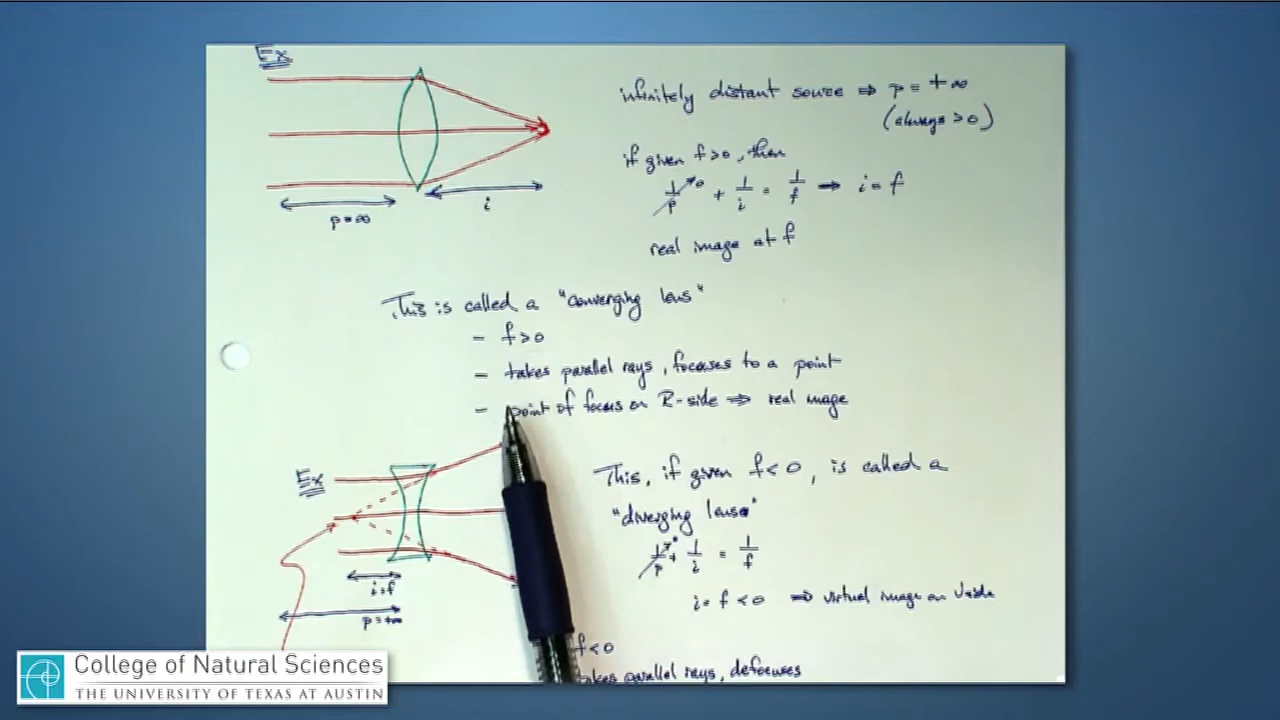 Ex
infinitely distant source ⇒ p = +∞
(always >0)
if given f>0, then
1/p →0 + 1/i = 1/f → i = f
p=∞
i
real image at f
This is called a "converging lens"
- f>0
- takes parallel rays, focuses to a point
- point of focus on R-side ⇒ real image
Ex
This, if given f<0, is called a
"diverging lens"
1/p + 1/i = 1/f
i=f
i = f <0 ⇒ virtual image on V-side
p=+∞
f<0
takes parallel rays, defocuses
College of Natural Sciences
THE UNIVERSITY OF TEXAS AT AUSTIN